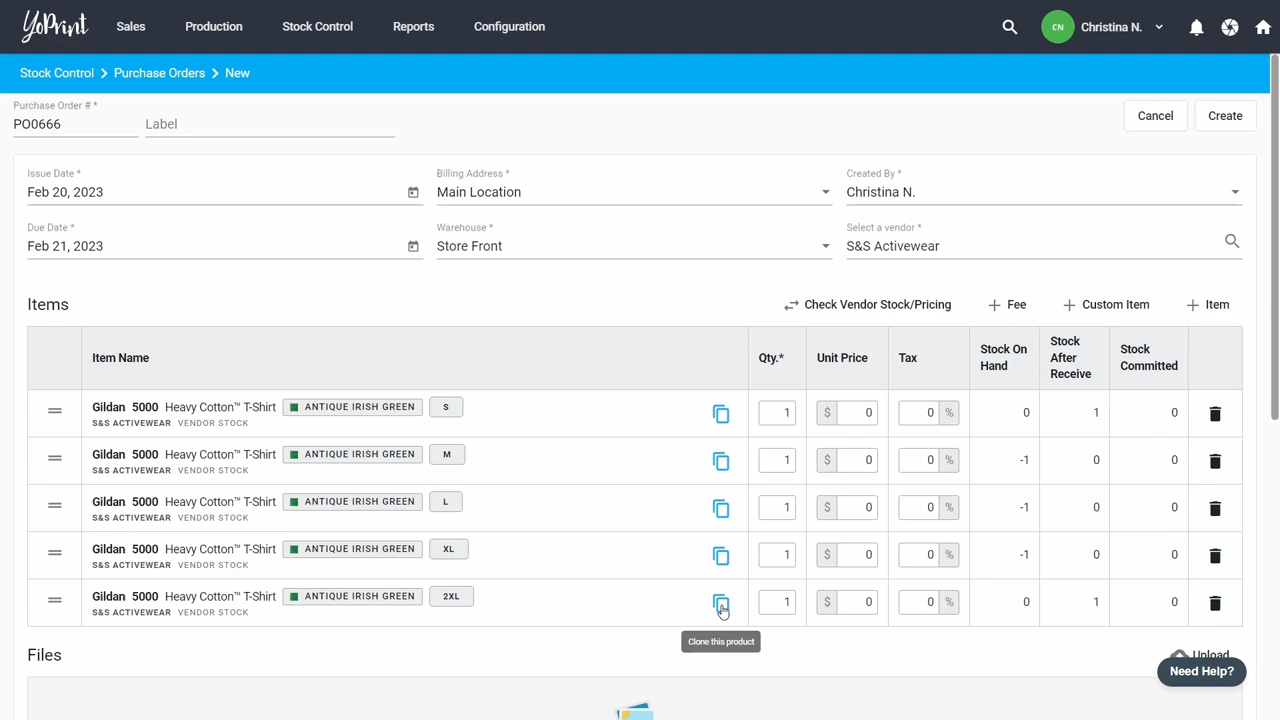 YoPrint Sales Production Stock Control Reports Configuration CN Christina N.
Stock Control > Purchase Orders > New
Purchase Order # *
PO0666 Label Cancel Create
Issue Date * Billing Address * Created By *
Feb 20, 2023 Main Location Christina N.
Due Date * Warehouse * Select a vendor *
Feb 21, 2023 Store Front S&S Activewear
Items Check Vendor Stock/Pricing + Fee + Custom Item + Item
Item Name Qty.* Unit Price Tax Stock On Hand Stock After Receive Stock Committed
Gildan 5000 Heavy Cotton™ T-Shirt ANTIQUE IRISH GREEN S 1 $ 0 0 % 0 1 0
S&S ACTIVEWEAR VENDOR STOCK
Gildan 5000 Heavy Cotton™ T-Shirt ANTIQUE IRISH GREEN M 1 $ 0 0 % -1 0 0
S&S ACTIVEWEAR VENDOR STOCK
Gildan 5000 Heavy Cotton™ T-Shirt ANTIQUE IRISH GREEN L 1 $ 0 0 % -1 0 0
S&S ACTIVEWEAR VENDOR STOCK
Gildan 5000 Heavy Cotton™ T-Shirt ANTIQUE IRISH GREEN XL 1 $ 0 0 % -1 0 0
S&S ACTIVEWEAR VENDOR STOCK
Gildan 5000 Heavy Cotton™ T-Shirt ANTIQUE IRISH GREEN 2XL 1 $ 0 0 % 0 1 0
S&S ACTIVEWEAR VENDOR STOCK
Clone this product
Files Upload
Need Help?